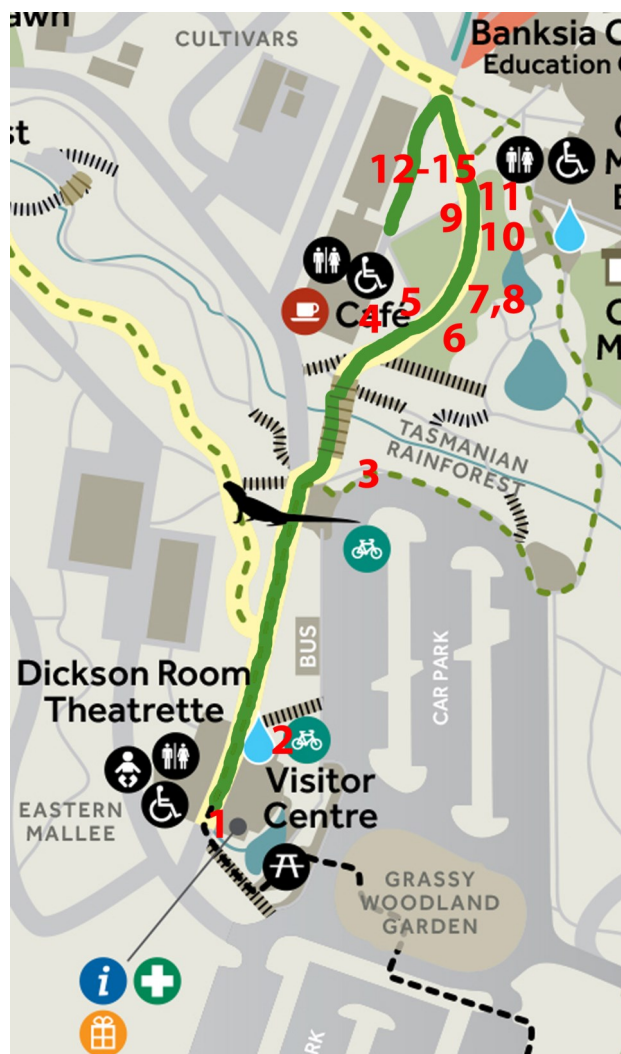 awn
CULTIVARS
Banksia C
Education C
st
12-15
11
9
10
C
M
E
Café
4
5
7,8
6
C
M
TASMANIAN
RAINFOREST
3
BUS
CAR PARK
Dickson Room
Theatrette
2
Visitor
Centre
1
EASTERN
MALLEE
GRASSY
WOODLAND
GARDEN
i
RK